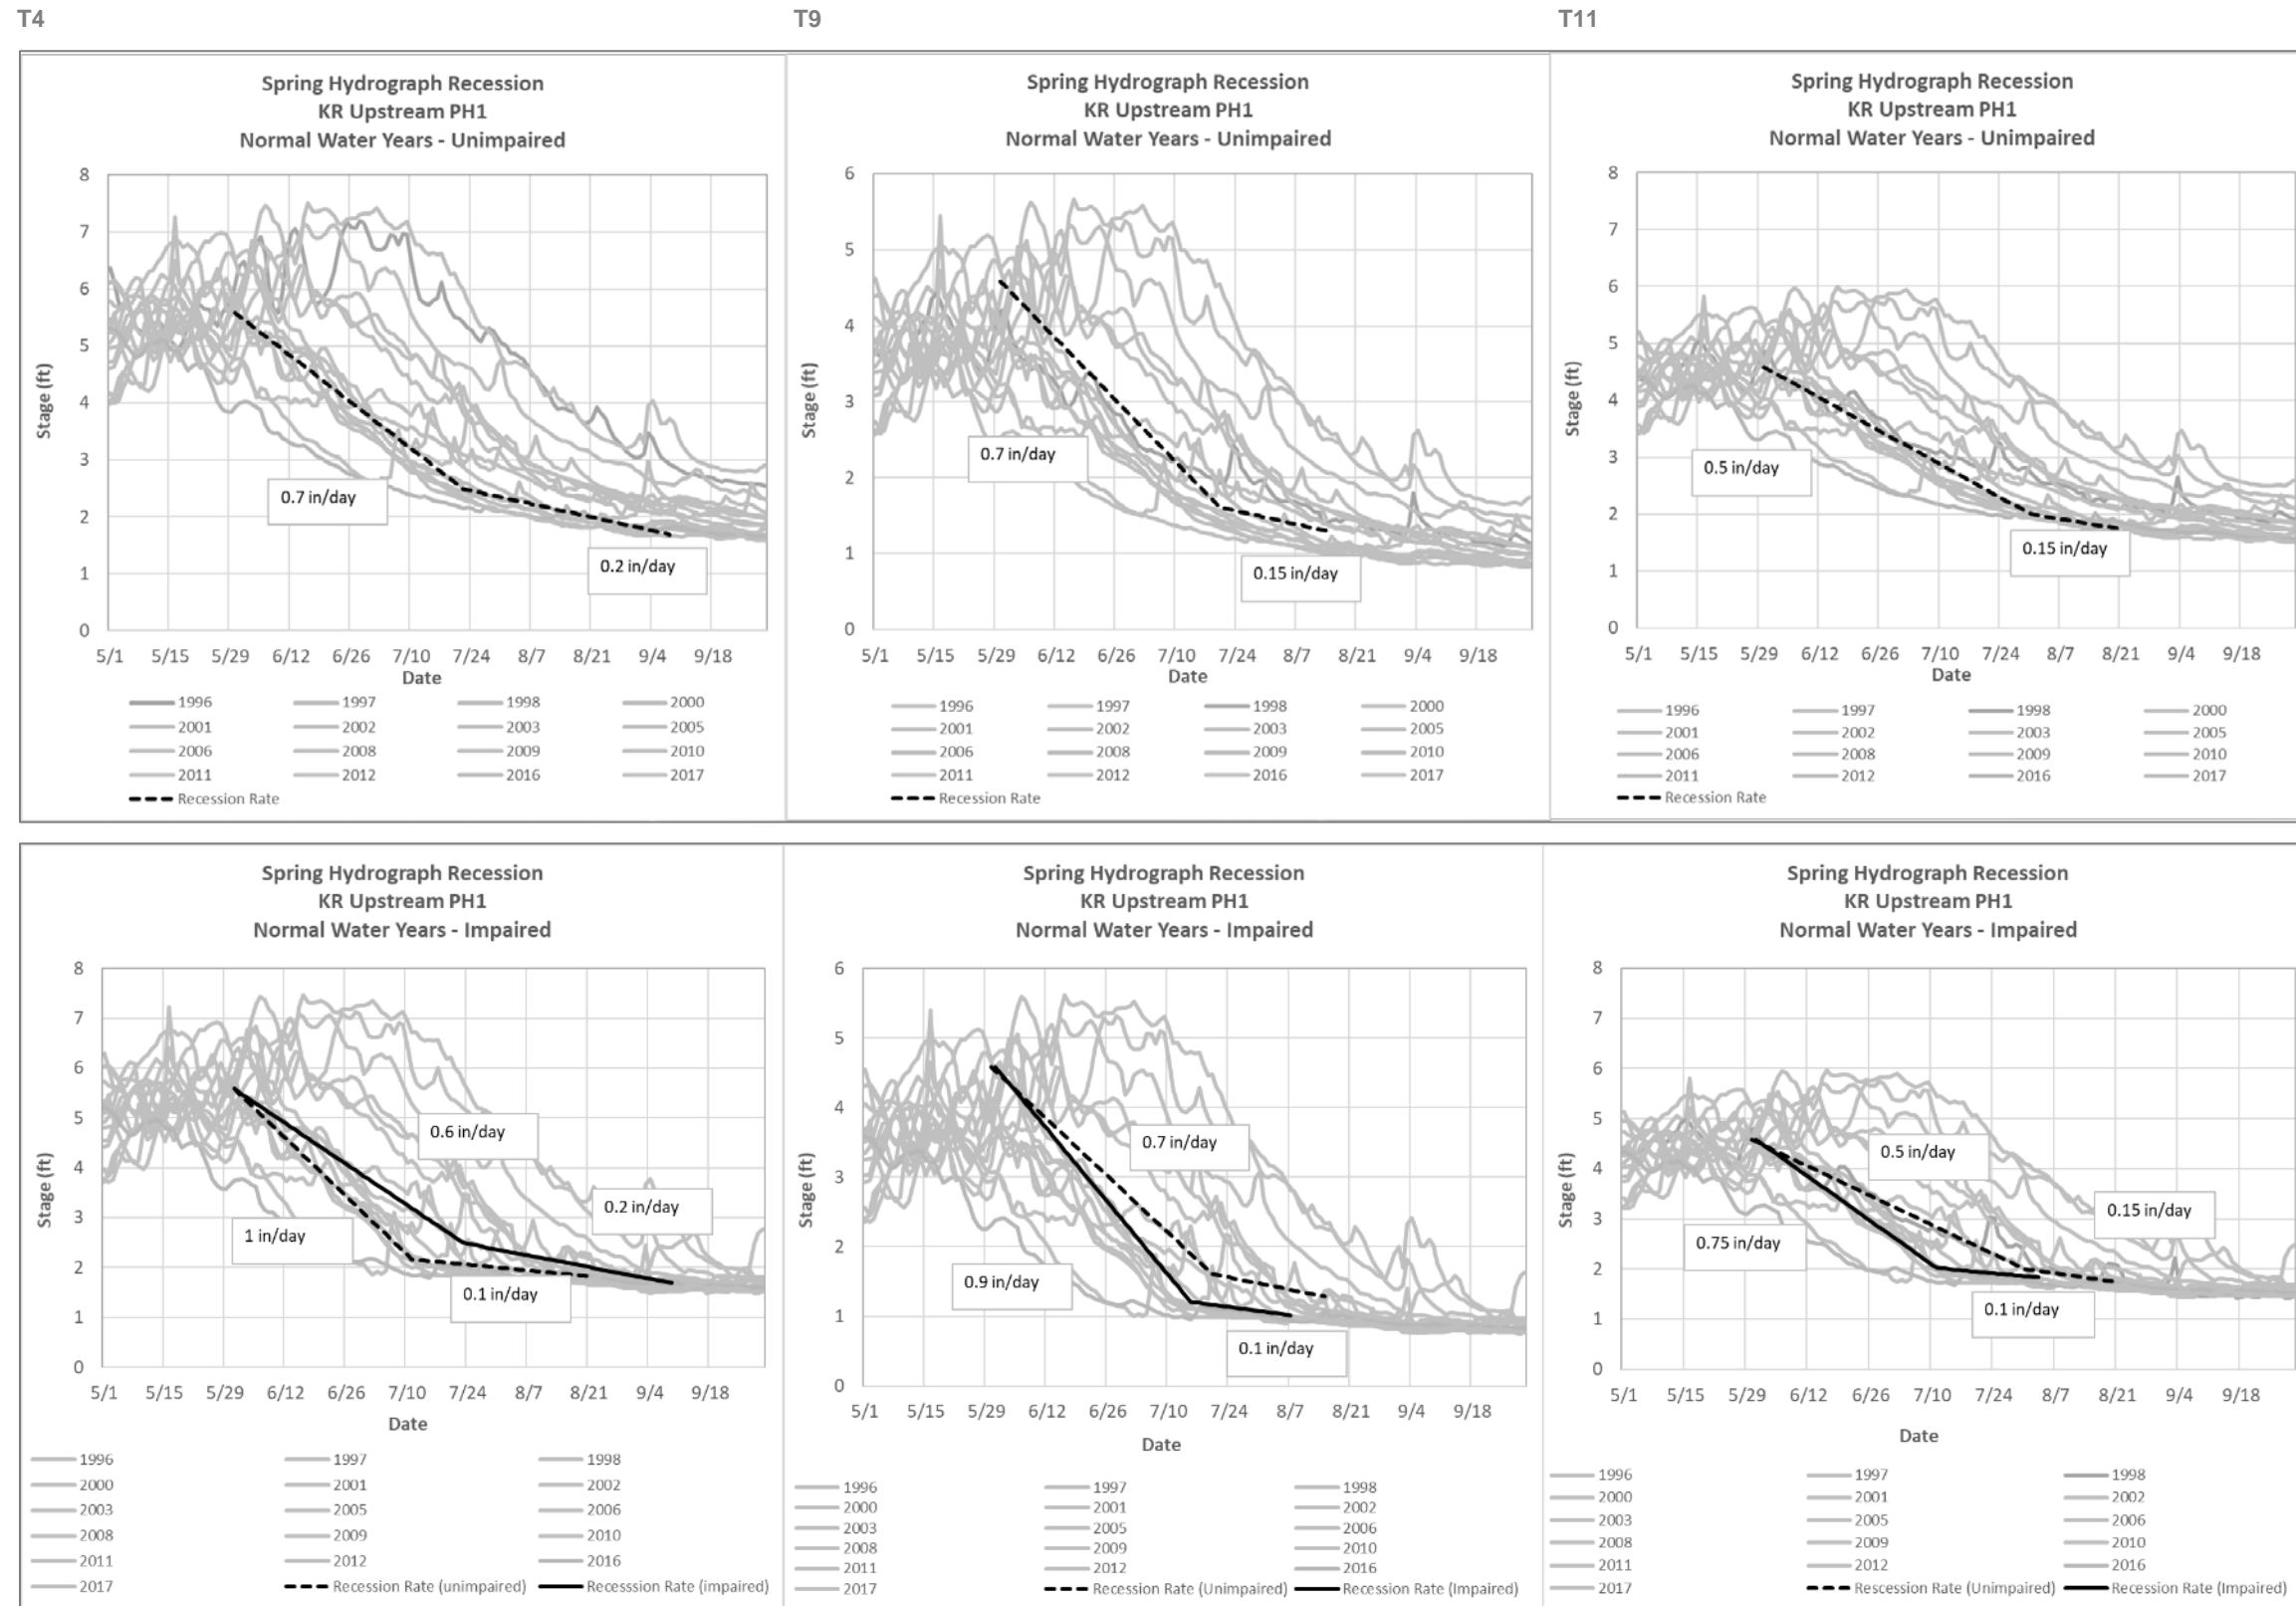 T4
T9
T11
Spring Hydrograph Recession
KR Upstream PH1
Normal Water Years - Unimpaired
8
7
6
5
4
3
2
1
0
Stage (ft)
0.7 in/day
0.2 in/day
5/1 5/15 5/29 6/12 6/26 7/10 7/24 8/7 8/21 9/4 9/18
Date
1996 1997 1998 2000
2001 2002 2003 2005
2006 2008 2009 2010
2011 2012 2016 2017
Recession Rate
Spring Hydrograph Recession
KR Upstream PH1
Normal Water Years - Unimpaired
6
5
4
3
2
1
0
Stage (ft)
0.7 in/day
0.15 in/day
5/1 5/15 5/29 6/12 6/26 7/10 7/24 8/7 8/21 9/4 9/18
Date
1996 1997 1998 2000
2001 2002 2003 2005
2006 2008 2009 2010
2011 2012 2016 2017
Recession Rate
Spring Hydrograph Recession
KR Upstream PH1
Normal Water Years - Unimpaired
8
7
6
5
4
3
2
1
0
Stage (ft)
0.5 in/day
0.15 in/day
5/1 5/15 5/29 6/12 6/26 7/10 7/24 8/7 8/21 9/4 9/18
Date
1996 1997 1998 2000
2001 2002 2003 2005
2006 2008 2009 2010
2011 2012 2016 2017
Recession Rate
Spring Hydrograph Recession
KR Upstream PH1
Normal Water Years - Impaired
8
7
6
5
4
3
2
1
0
Stage (ft)
0.6 in/day
0.2 in/day
1 in/day
0.1 in/day
5/1 5/15 5/29 6/12 6/26 7/10 7/24 8/7 8/21 9/4 9/18
Date
1996 1997 1998
2000 2001 2002
2003 2005 2006
2008 2009 2010
2011 2012 2016
2017 Recession Rate (unimpaired) Recesssion Rate (impaired)
Spring Hydrograph Recession
KR Upstream PH1
Normal Water Years - Impaired
6
5
4
3
2
1
0
Stage (ft)
0.7 in/day
0.9 in/day
0.1 in/day
5/1 5/15 5/29 6/12 6/26 7/10 7/24 8/7 8/21 9/4 9/18
Date
1996 1997 1998
2000 2001 2002
2003 2005 2006
2008 2009 2010
2011 2012 2016
2017 Recession Rate (Unimpaired) Recession Rate (Impaired)
Spring Hydrograph Recession
KR Upstream PH1
Normal Water Years - Impaired
8
7
6
5
4
3
2
1
0
Stage (ft)
0.5 in/day
0.15 in/day
0.75 in/day
0.1 in/day
5/1 5/15 5/29 6/12 6/26 7/10 7/24 8/7 8/21 9/4 9/18
Date
1996 1997 1998
2000 2001 2002
2003 2005 2006
2008 2009 2010
2011 2012 2016
2017 Rescession Rate (Unimpaired) Recession Rate (Impaired)